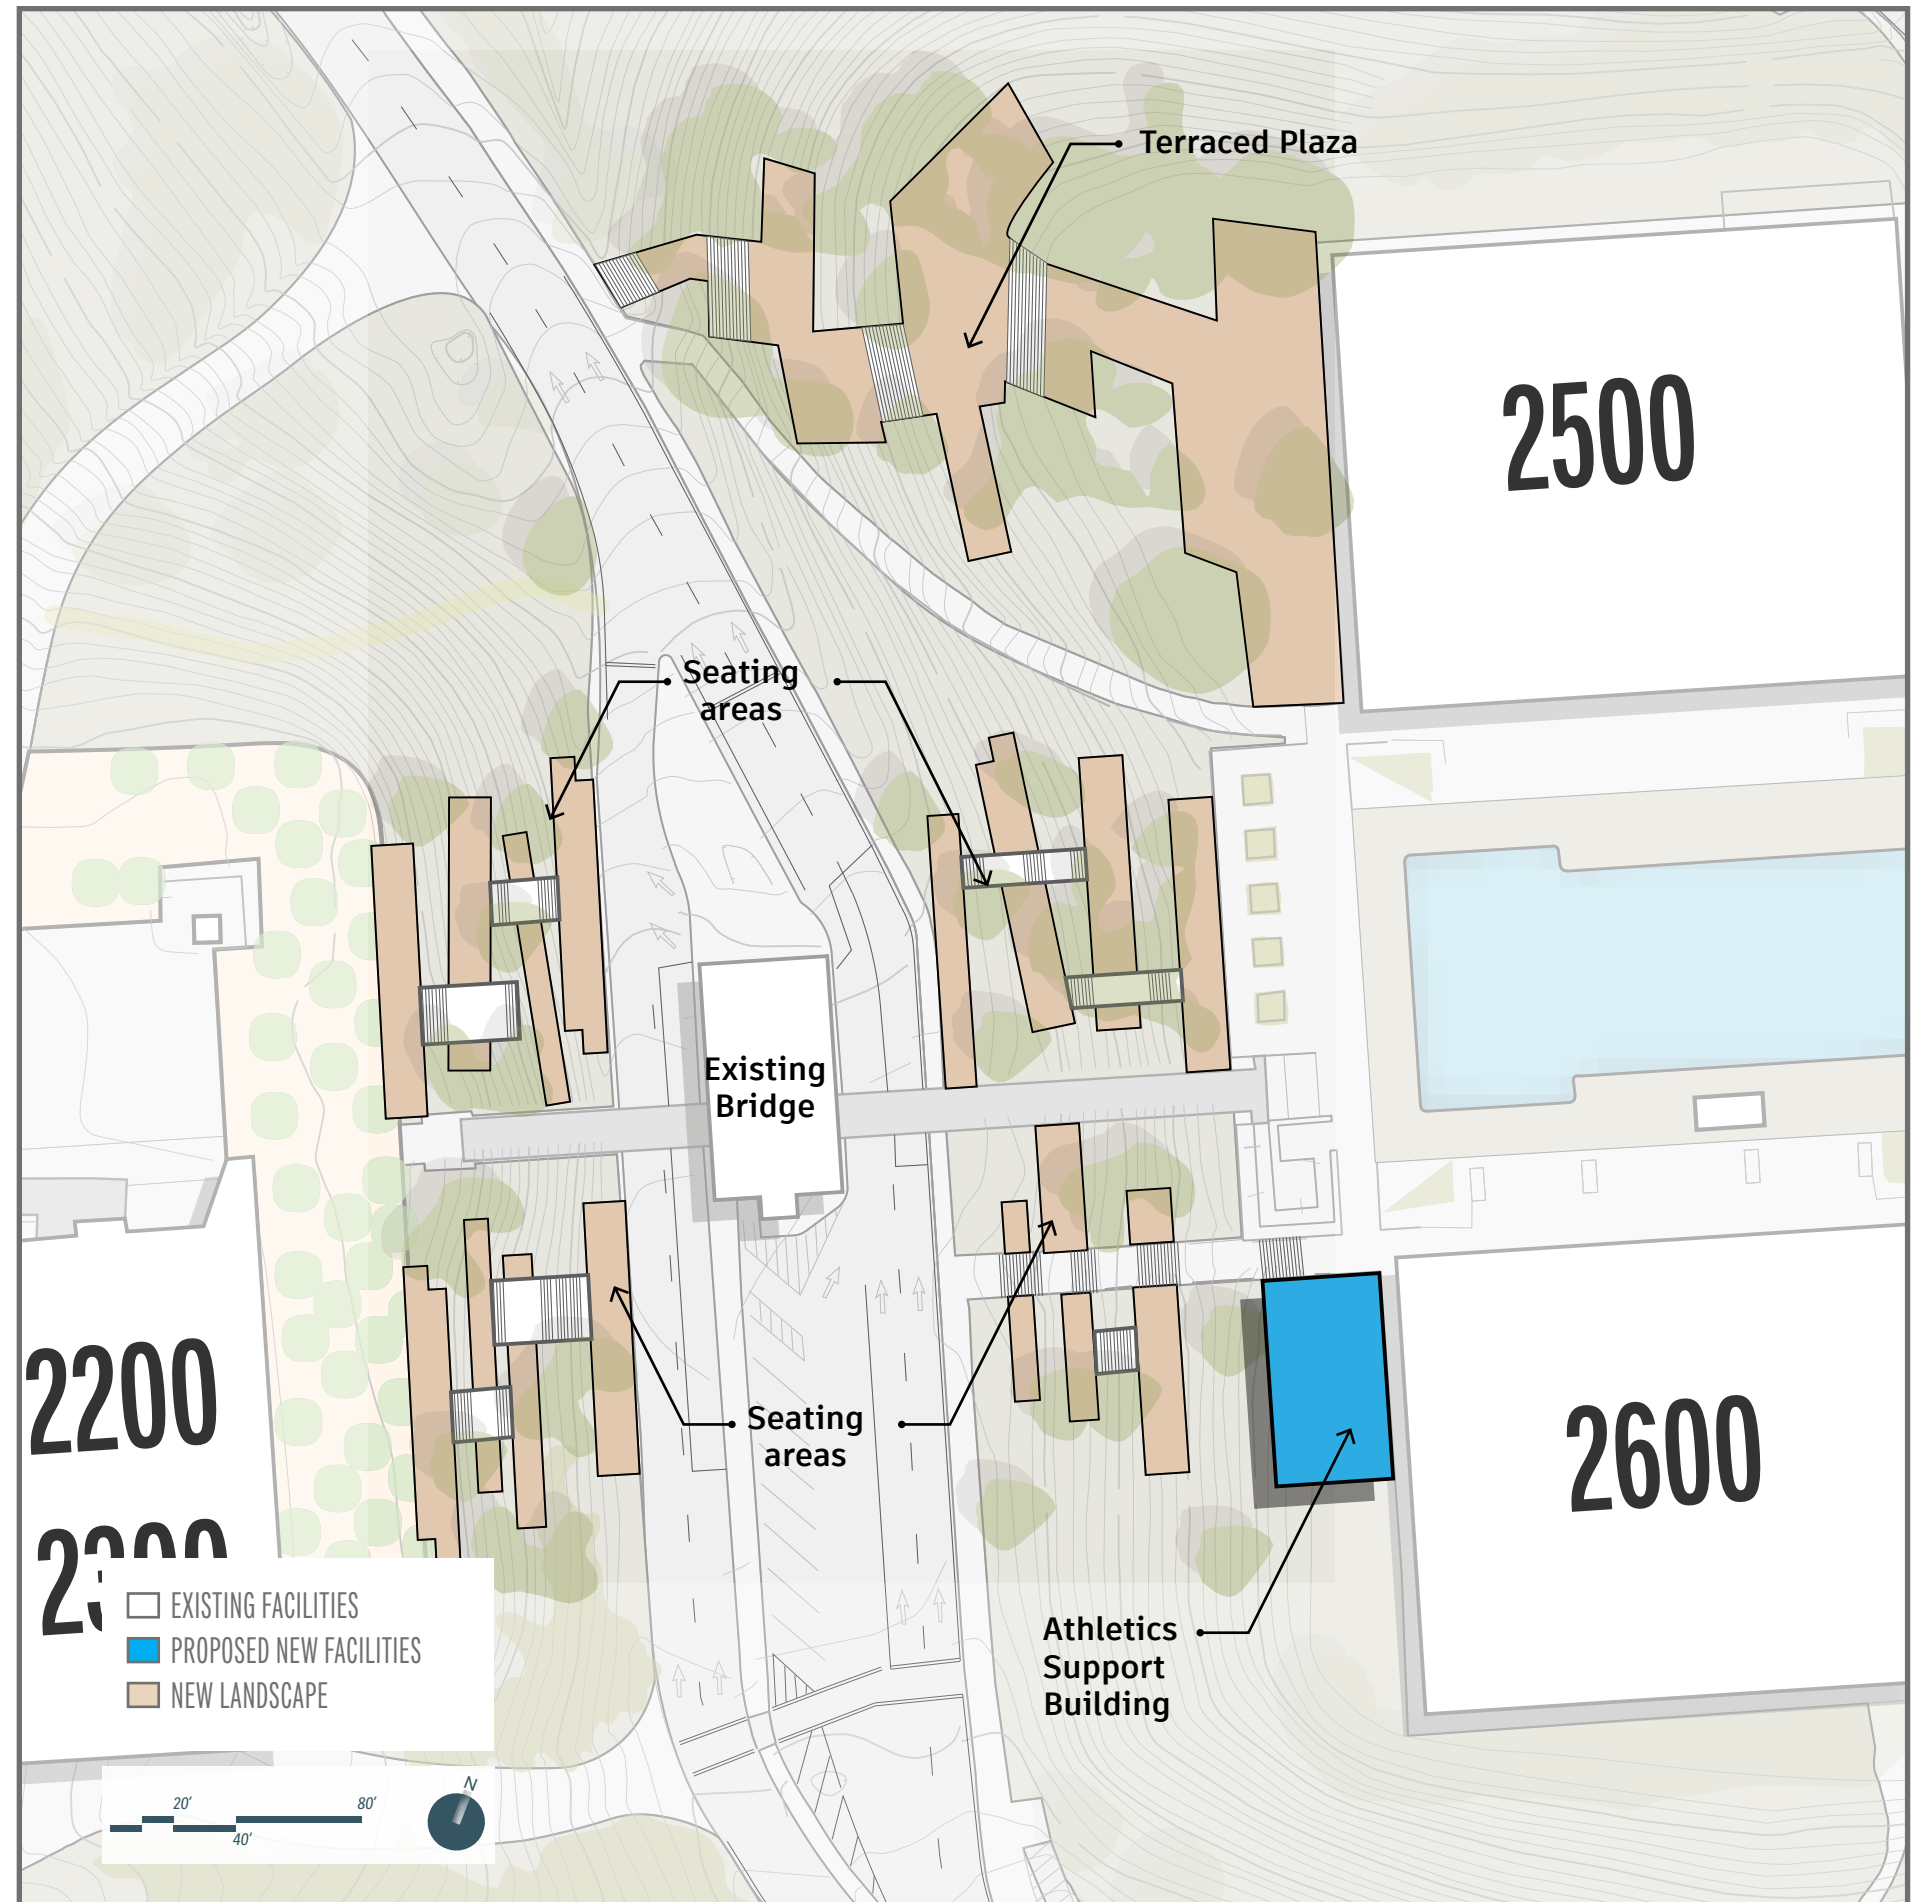 Terraced Plaza
2500
Seating
areas
Existing
Bridge
2200
Seating
areas
2600
Athletics
Support
Building
EXISTING FACILITIES
PROPOSED NEW FACILITIES
NEW LANDSCAPE
N
20'
80'
40'